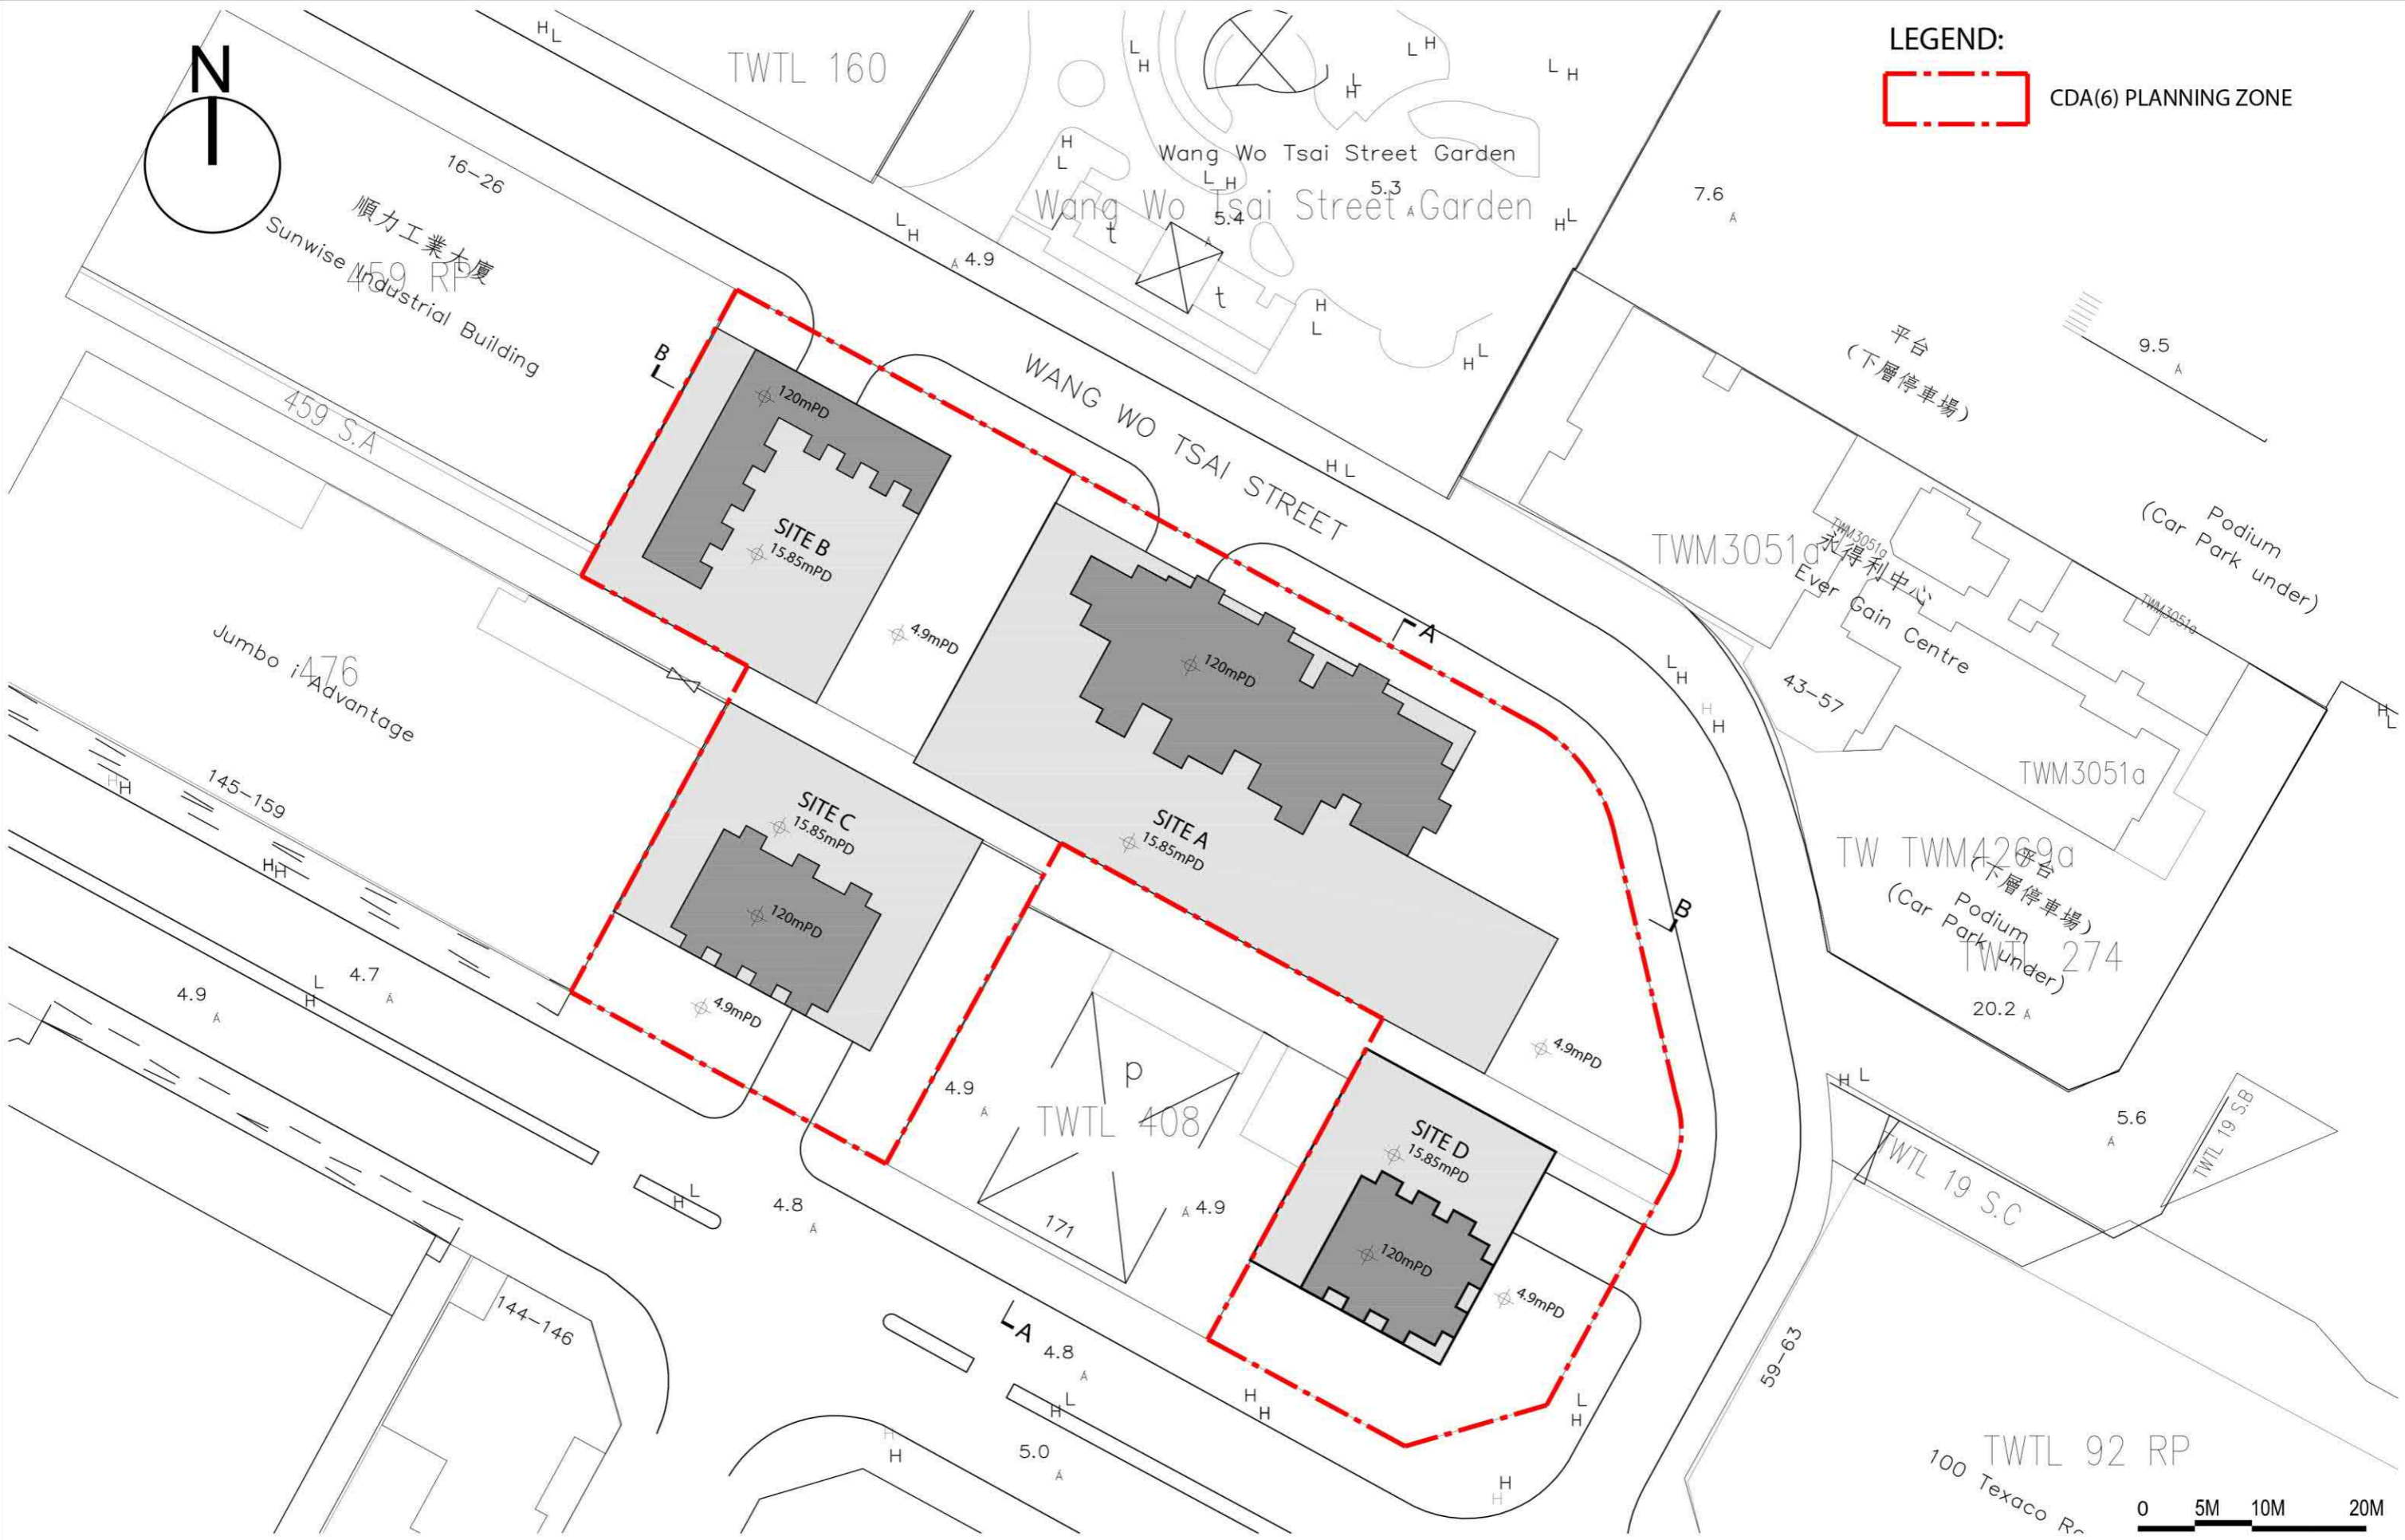 N
LEGEND:
CDA(6) PLANNING ZONE
TWTL 160
Wang Wo Tsai Street Garden
Wang Wo Tsai Street Garden
5.3
5.4
t
t
4.9
7.6
9.5
16-26
順力工業大廈
459 RP
Sunwise Industrial Building
459 S.A
平台
(下層停車場)
Podium
(Car Park under)
WANG WO TSAI STREET
B
120mPD
SITE B
15.85mPD
4.9mPD
A
120mPD
SITE A
15.85mPD
TWM3051a
TWM3051a
永得利中心
Ever Gain Centre
TWM3051a
43-57
TWM3051a
476
Jumbo i Advantage
145-159
SITE C
15.85mPD
120mPD
4.9mPD
B
TW TWM4269a
平台
(下層停車場)
Podium
(Car Park under)
TWTL 274
20.2
4.9
4.7
4.9mPD
4.9
p
TWTL 408
171
4.9
4.8
SITE D
15.85mPD
120mPD
4.9mPD
5.6
TWTL 19 S.B
TWTL 19 S.C
144-146
A
4.8
5.0
59-63
TWTL 92 RP
100 Texaco
0 5M 10M 20M